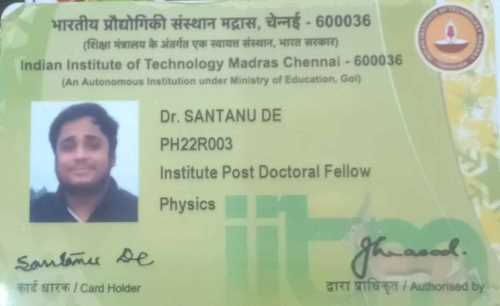 भारतीय प्रौद्योगिकी संस्थान मद्रास, चेन्नई - 600036
(शिक्षा मंत्रालय के अंतर्गत एक स्वायत्त संस्थान, भारत सरकार)
Indian Institute of Technology Madras Chennai - 600036
(An Autonomous Institution under Ministry of Education, GoI)
Dr. SANTANU DE
PH22R003
Institute Post Doctoral Fellow
Physics
iitm
Santanu De
कार्ड धारक / Card Holder
द्वारा प्राधिकृत / Authorised by